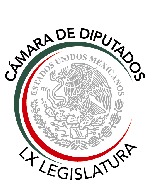 CÁMARA DE DIPUTADOS
ESTADOS UNIDOS MEXICANOS
LX LEGISLATURA